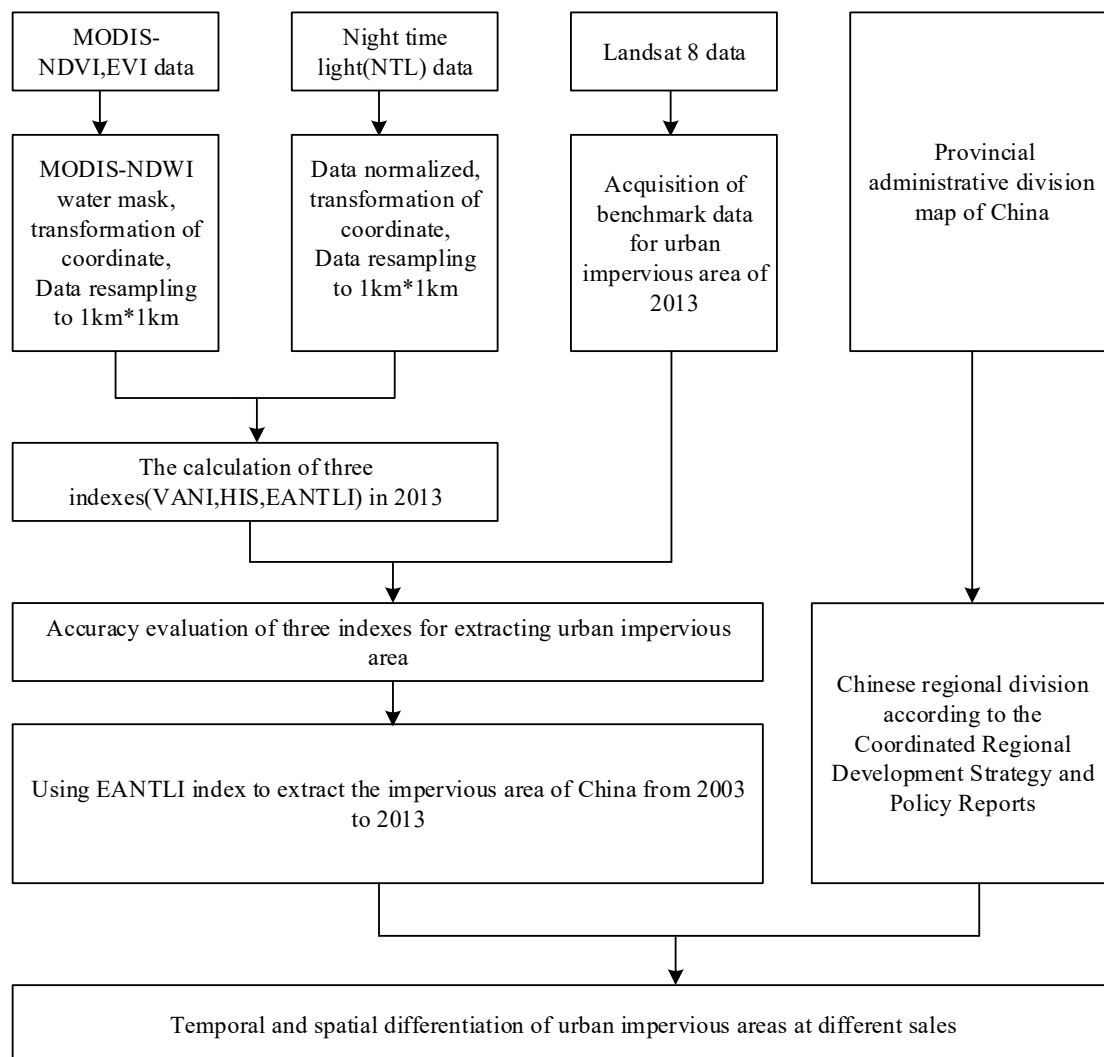 MODIS-
NDVI,EVI data
Night time
light(NTL) data
Landsat 8 data
Provincial
administrative division
map of China
MODIS-NDWI
water mask,
transformation of
coordinate,
Data resampling
to 1km*1km
Data normalized,
transformation of
coordinate,
Data resampling
to 1km*1km
Acquisition of
benchmark data
for urban
impervious area of
2013
The calculation of three
indexes(VANI,HIS,EANTLI) in 2013
Accuracy evaluation of three indexes for extracting urban impervious
area
Chinese regional division
according to the
Coordinated Regional
Development Strategy and
Policy Reports
Using EANTLI index to extract the impervious area of China from 2003
to 2013
Temporal and spatial differentiation of urban impervious areas at different sales